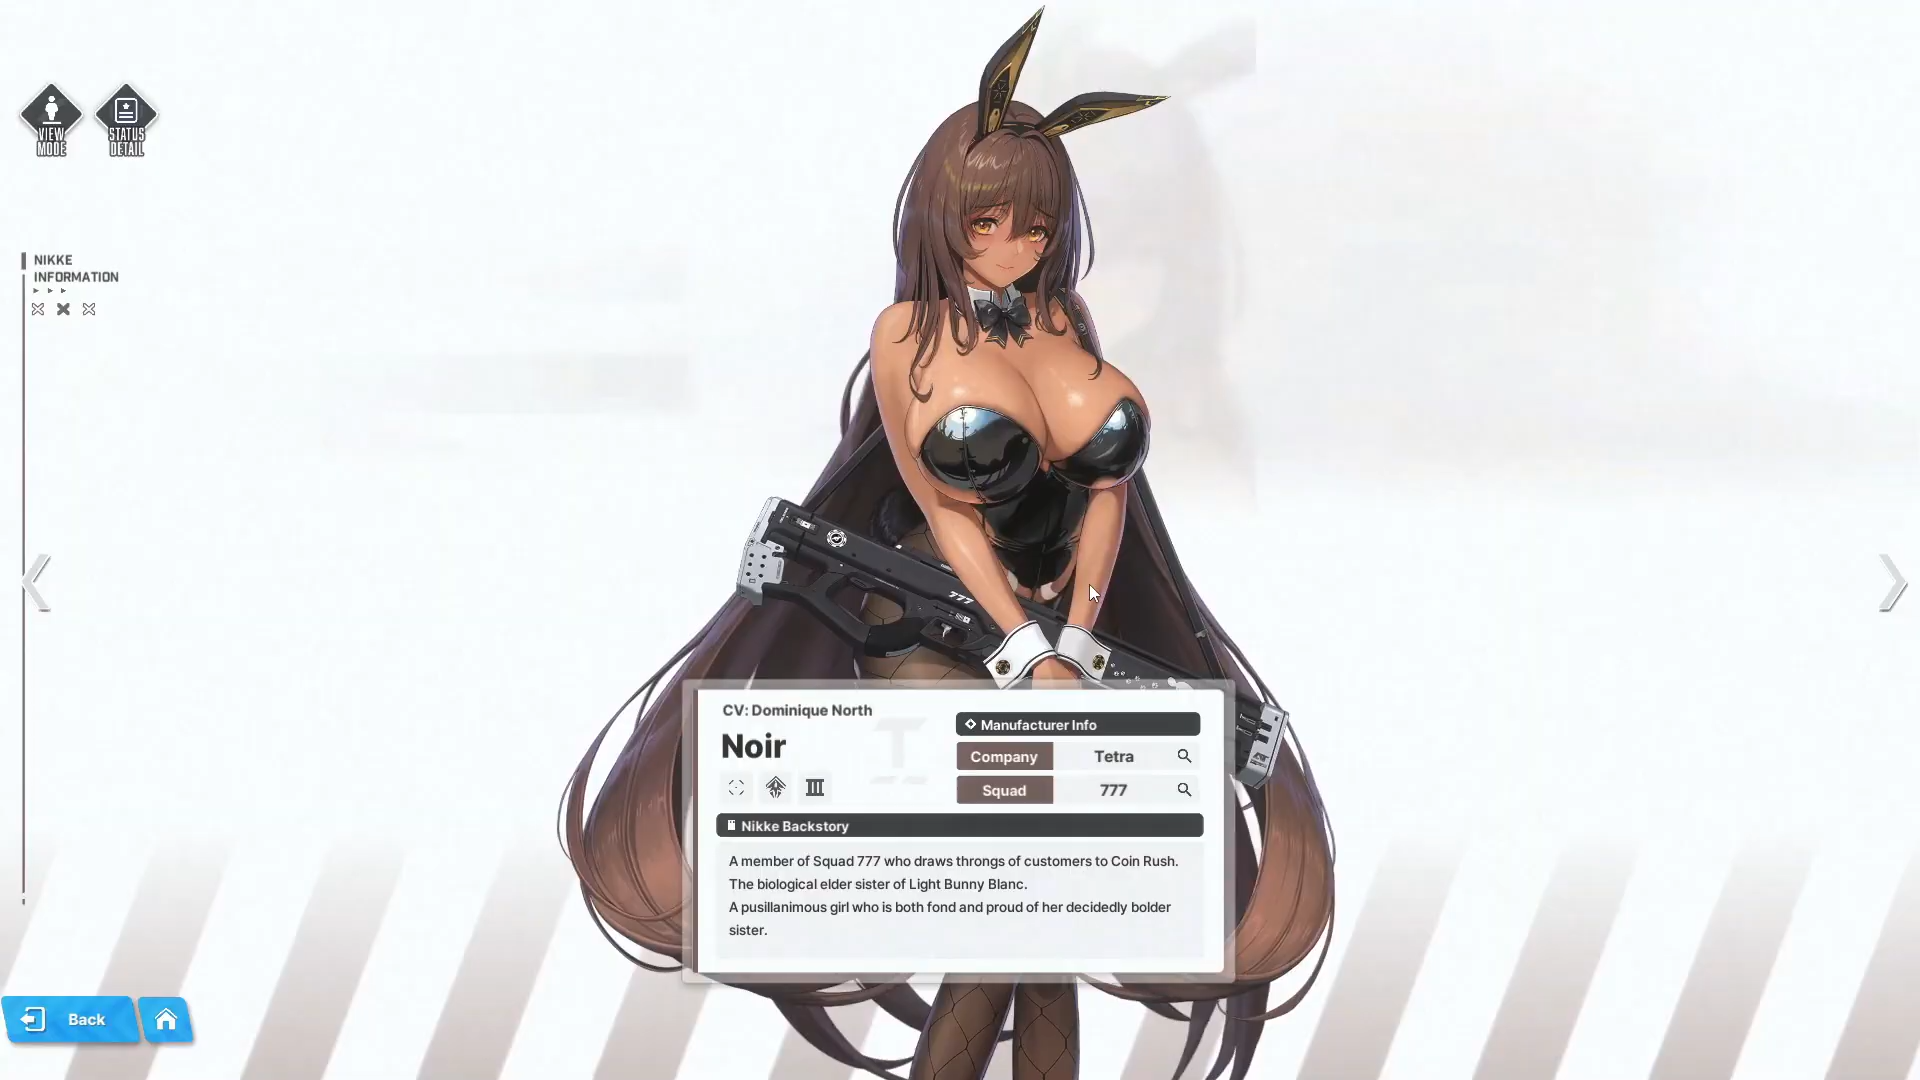 VIEW
MODE
STATUS
DETAIL
NIKKE
INFORMATION
777
CV: Dominique North
Noir
Manufacturer Info
Company
Tetra
Squad
777
Nikke Backstory
A member of Squad 777 who draws throngs of customers to Coin Rush.
The biological elder sister of Light Bunny Blanc.
A pusillanimous girl who is both fond and proud of her decidedly bolder
sister.
Back